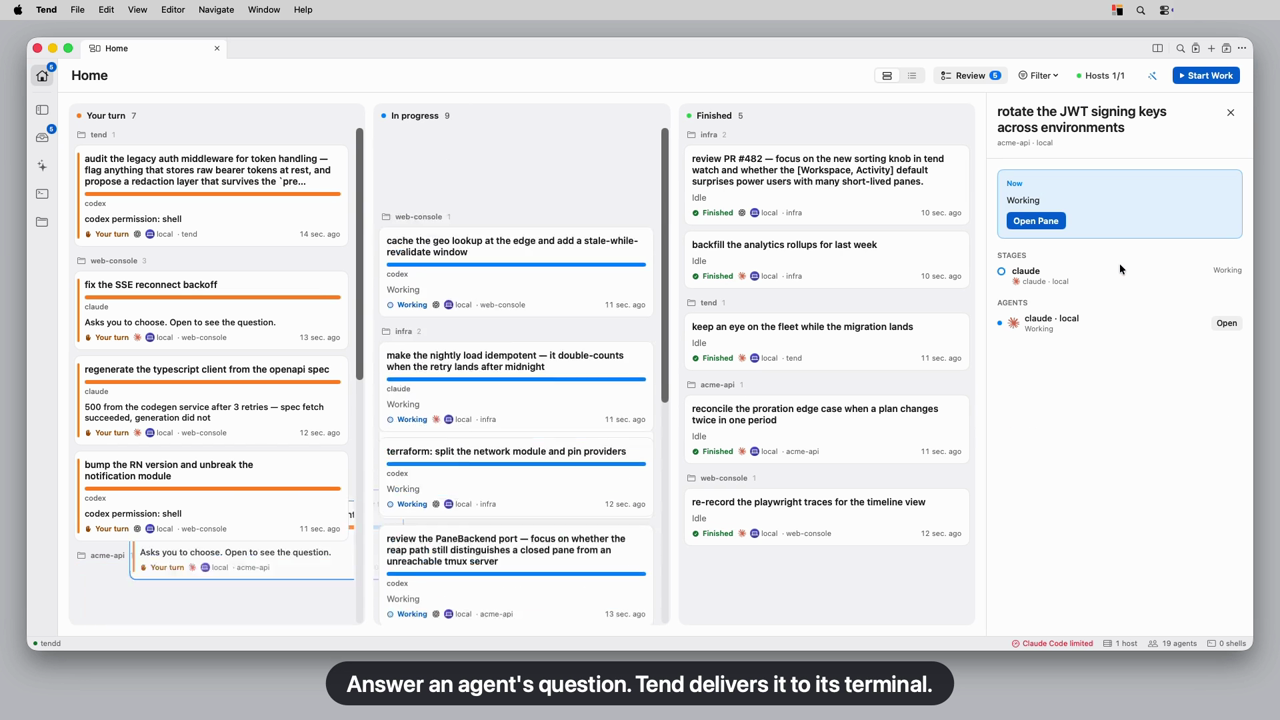 Tend File Edit View Editor Navigate Window Help
Home
5
Home
Review 5
Filter
Hosts 1/1
Start Work
5
Your turn 7
tend 1
audit the legacy auth middleware for token handling —
flag anything that stores raw bearer tokens at rest, and
propose a redaction layer that survives the `pre...
codex
codex permission: shell
Your turn local · tend 14 sec. ago
web-console 3
fix the SSE reconnect backoff
claude
Asks you to choose. Open to see the question.
Your turn local · web-console 13 sec. ago
regenerate the typescript client from the openapi spec
claude
500 from the codegen service after 3 retries — spec fetch
succeeded, generation did not
Your turn local · web-console 12 sec. ago
bump the RN version and unbreak the
notification module
codex
codex permission: shell
Your turn local · web-console 11 sec. ago
acme-api
Asks you to choose. Open to see the question.
Your turn local · acme-api
In progress 9
web-console 1
cache the geo lookup at the edge and add a stale-while-
revalidate window
codex
Working
Working local · web-console 11 sec. ago
infra 2
make the nightly load idempotent — it double-counts
when the retry lands after midnight
claude
Working
Working local · infra 11 sec. ago
terraform: split the network module and pin providers
codex
Working
Working local · infra 12 sec. ago
review the PaneBackend port — focus on whether the
reap path still distinguishes a closed pane from an
unreachable tmux server
codex
Working
Working local · acme-api 13 sec. ago
Finished 5
infra 2
review PR #482 — focus on the new sorting knob in tend
watch and whether the [Workspace, Activity] default
surprises power users with many short-lived panes.
Idle
Finished local · infra 10 sec. ago
backfill the analytics rollups for last week
Idle
Finished local · infra 10 sec. ago
tend 1
keep an eye on the fleet while the migration lands
Idle
Finished local · tend 11 sec. ago
acme-api 1
reconcile the proration edge case when a plan changes
twice in one period
Idle
Finished local · acme-api 11 sec. ago
web-console 1
re-record the playwright traces for the timeline view
Idle
Finished local · web-console 12 sec. ago
rotate the JWT signing keys
across environments
acme-api · local
Now
Working
Open Pane
STAGES
claude Working
claude · local
AGENTS
claude · local
Working
Open
tendd
Claude Code limited 1 host 19 agents 0 shells
Answer an agent's question. Tend delivers it to its terminal.